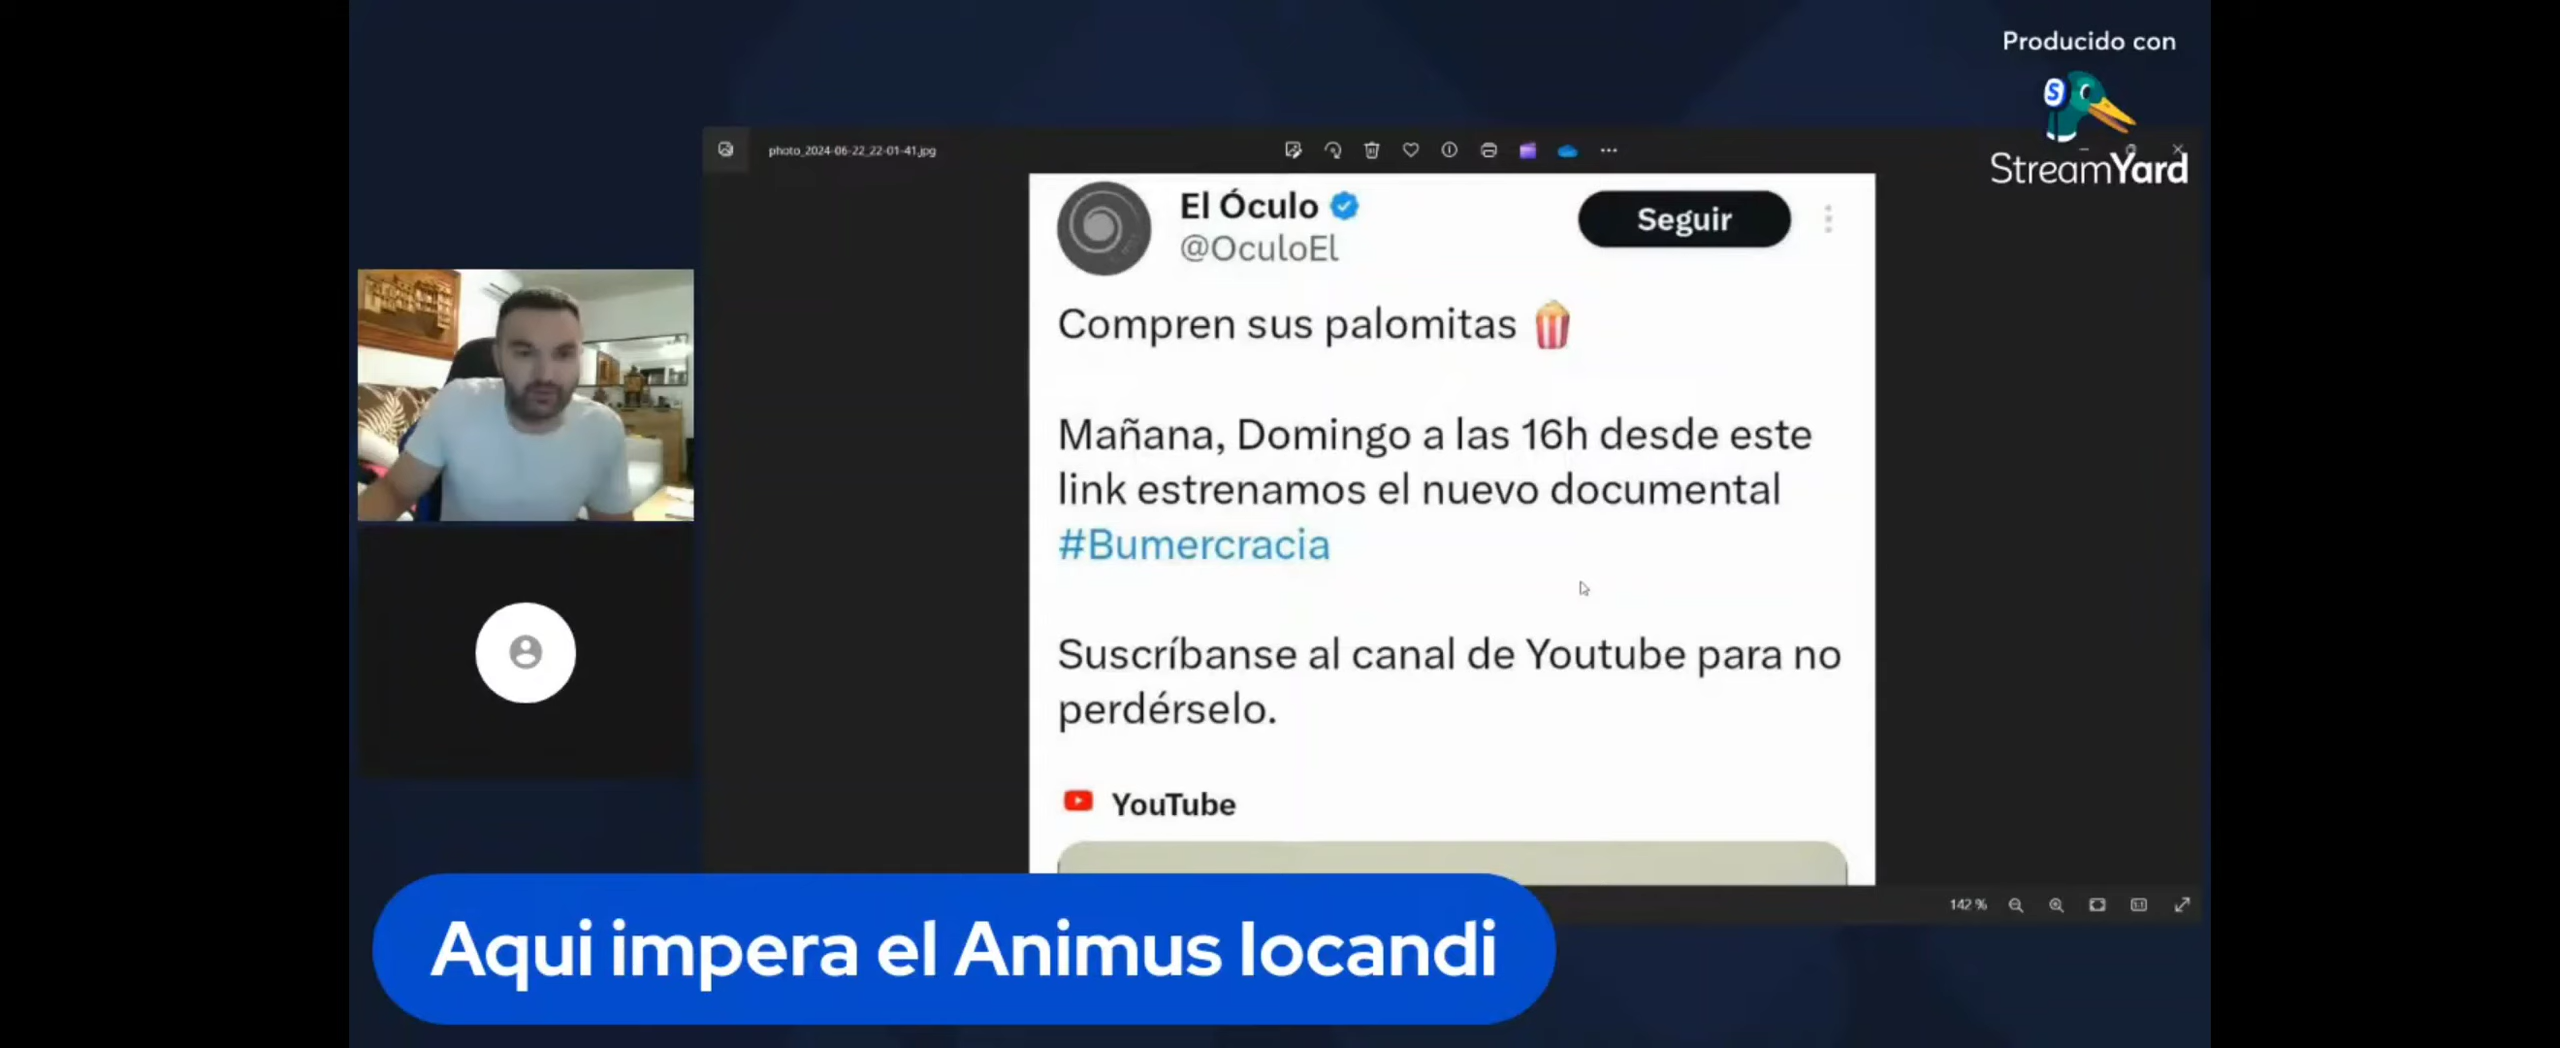 Producido con
StreamYard
photo_2024-06-22_22-01-41.jpg
El Óculo
@OculoEl
Seguir
Compren sus palomitas
Mañana, Domingo a las 16h desde este
link estrenamos el nuevo documental
#Bumercracia
Suscríbanse al canal de Youtube para no
perdérselo.
YouTube
142 %
Aqui impera el Animus Iocandi